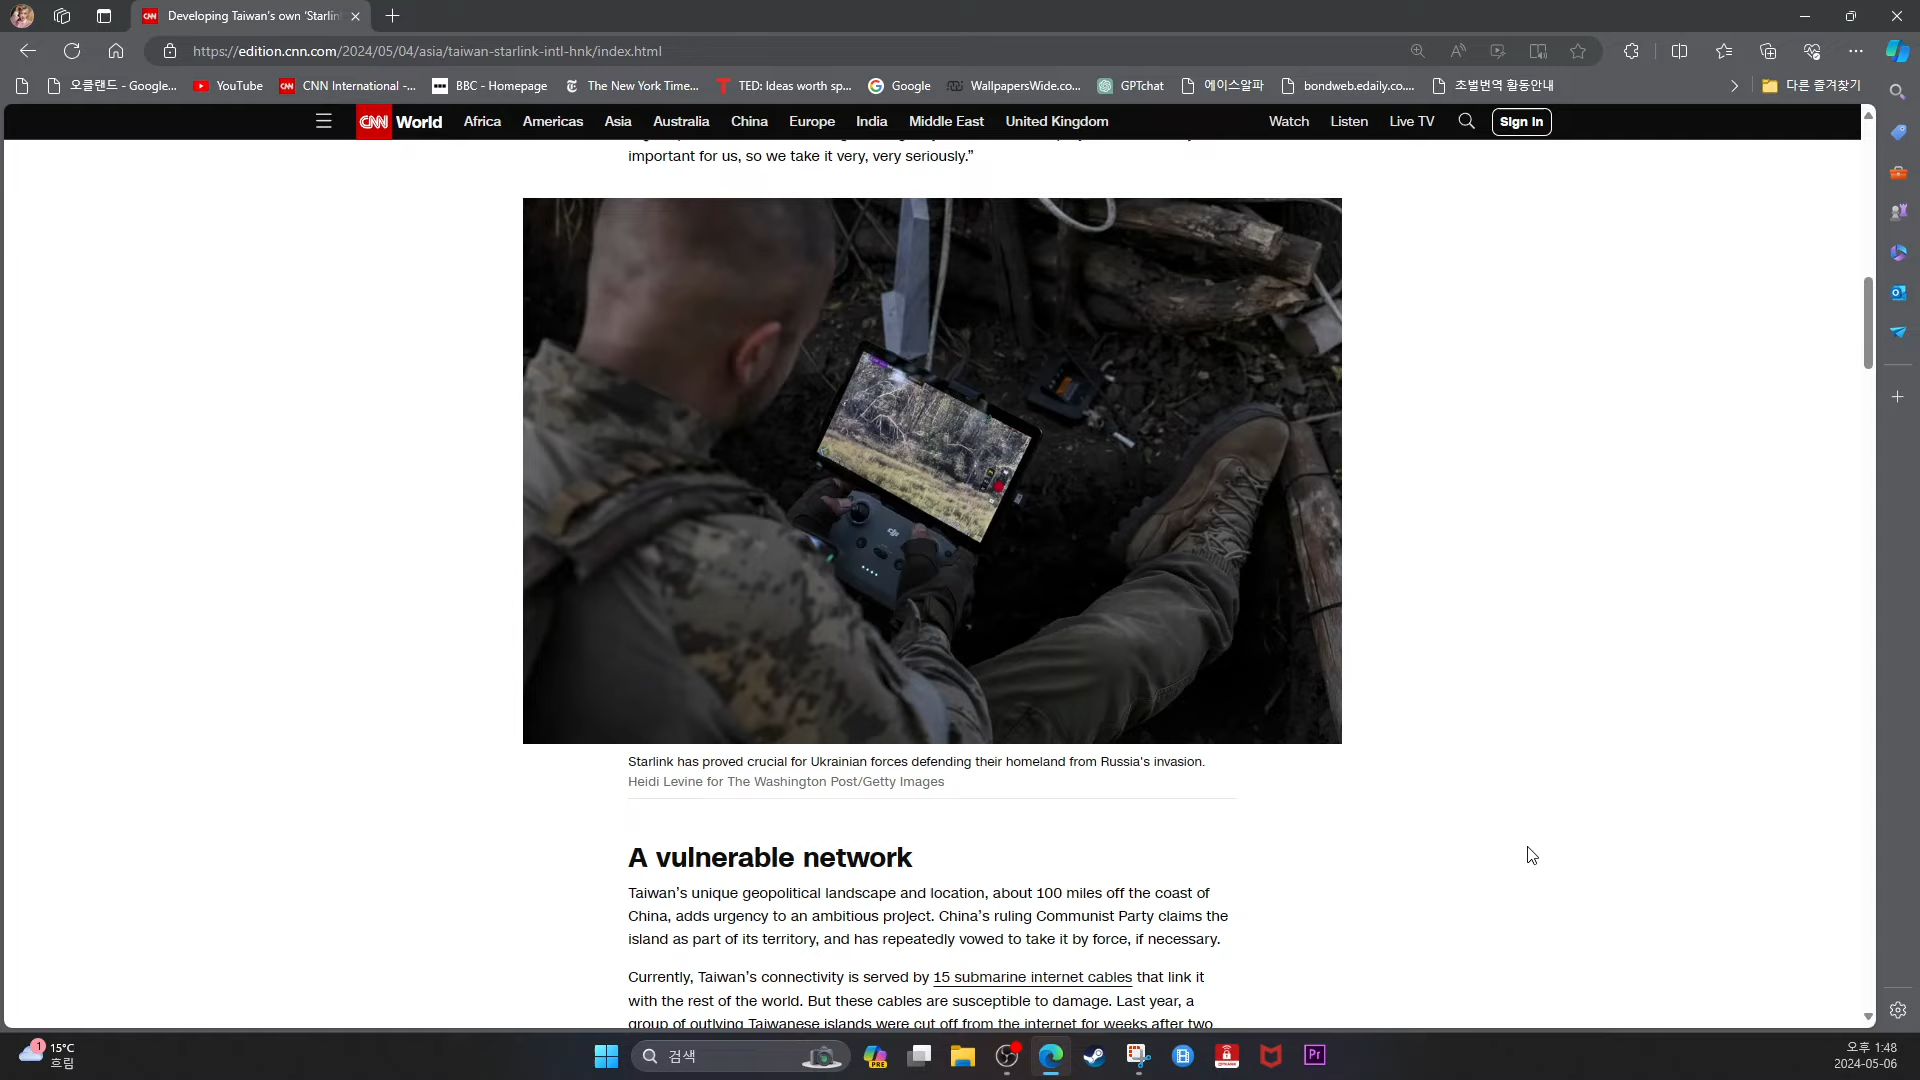 Developing Taiwan's own 'Starlin
https://edition.cnn.com/2024/05/04/asia/taiwan-starlink-intl-hnk/index.html
오클랜드 - Google...
YouTube
CNN International -...
BBC - Homepage
The New York Time...
TED: Ideas worth sp...
Google
WallpapersWide.co...
GPTchat
에이스알파
bondweb.edaily.co....
초벌번역 활동안내
다른 즐겨찾기
CNN World
Africa
Americas
Asia
Australia
China
Europe
India
Middle East
United Kingdom
Watch
Listen
Live TV
Sign in
important for us, so we take it very, very seriously.”
Starlink has proved crucial for Ukrainian forces defending their homeland from Russia's invasion.
Heidi Levine for The Washington Post/Getty Images
A vulnerable network
Taiwan’s unique geopolitical landscape and location, about 100 miles off the coast of
China, adds urgency to an ambitious project. China’s ruling Communist Party claims the
island as part of its territory, and has repeatedly vowed to take it by force, if necessary.
Currently, Taiwan’s connectivity is served by 15 submarine internet cables that link it
with the rest of the world. But these cables are susceptible to damage. Last year, a
group of outlying Taiwanese islands were cut off from the internet for weeks after two
1
15°C
흐림
검색
PRE
Pr
오후 1:48
2024-05-06